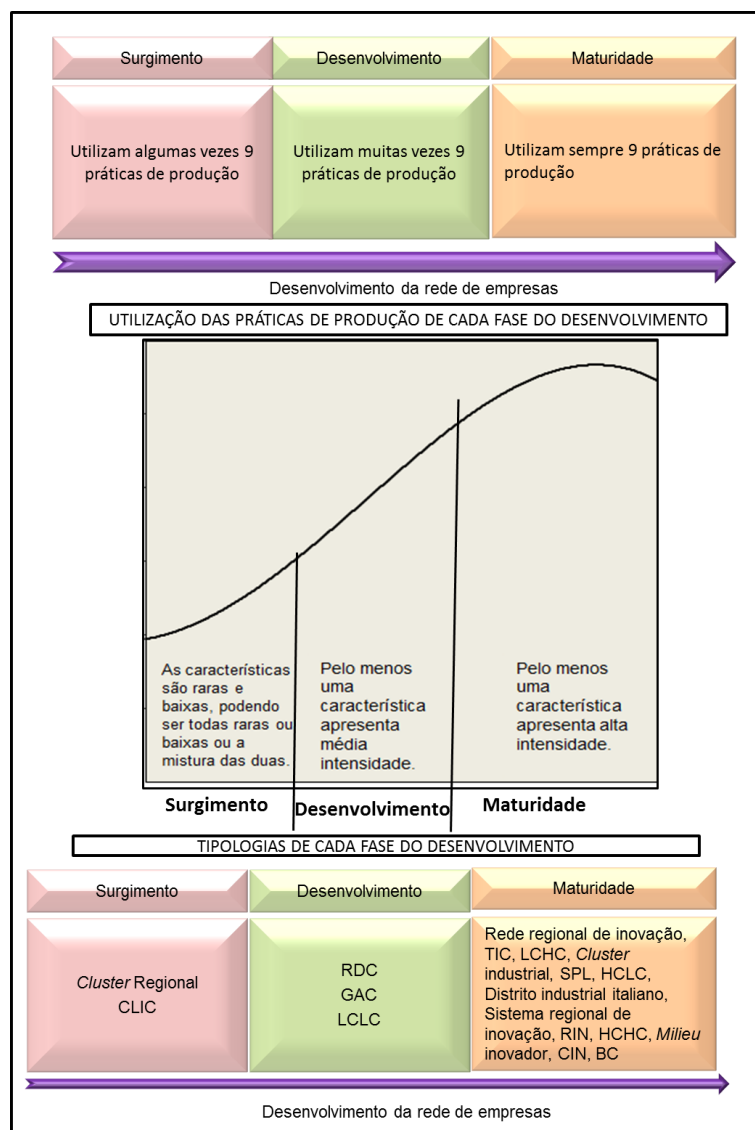 Surgimento
Desenvolvimento
Maturidade
Utilizam algumas vezes 9
práticas de produção
Utilizam muitas vezes 9
práticas de produção
Utilizam sempre 9 práticas de
produção
Desenvolvimento da rede de empresas
UTILIZAÇÃO DAS PRÁTICAS DE PRODUÇÃO DE CADA FASE DO DESENVOLVIMENTO
As características
são raras e
baixas, podendo
ser todas raras ou
baixas ou a
mistura das duas.
Pelo menos
uma
característica
apresenta
média
intensidade.
Pelo menos
uma
característica
apresenta alta
intensidade.
Surgimento
Desenvolvimento
Maturidade
TIPOLOGIAS DE CADA FASE DO DESENVOLVIMENTO
Surgimento
Desenvolvimento
Maturidade
Cluster Regional
CLIC
RDC
GAC
LCLC
Rede regional de inovação,
TIC, LCHC, Cluster
industrial, SPL, HCLC,
Distrito industrial italiano,
Sistema regional de
inovação, RIN, HCHC, Milieu
inovador, CIN, BC
Desenvolvimento da rede de empresas